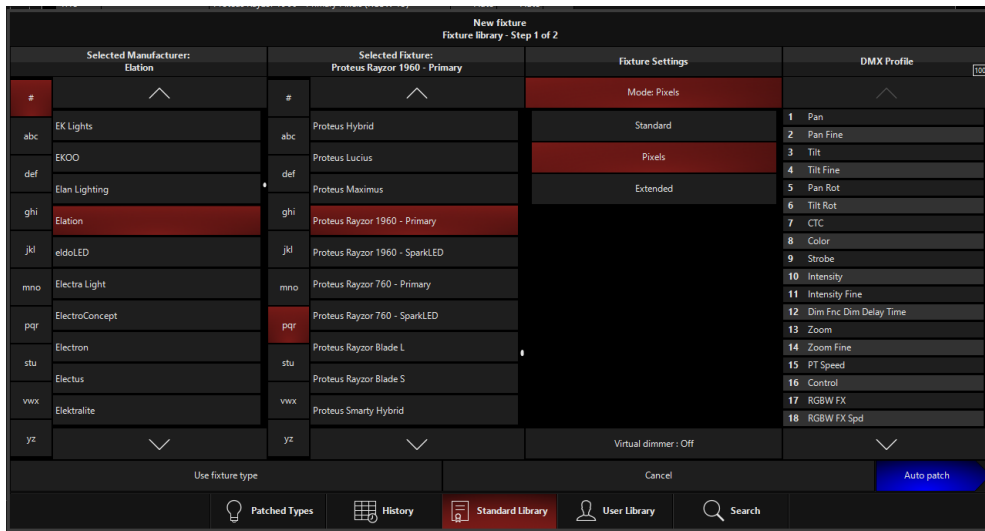 New fixture
Fixture library - Step 1 of 2
Selected Manufacturer:
Elation
Selected Fixture:
Proteus Rayzor 1960 - Primary
Fixture Settings
DMX Profile
100
#
abc
def
ghi
jkl
mno
pqr
stu
vwx
yz
EK Lights
EKOO
Elan Lighting
Elation
eldoLED
Electra Light
ElectroConcept
Electron
Electus
Elektralite
#
abc
def
ghi
jkl
mno
pqr
stu
vwx
yz
Proteus Hybrid
Proteus Lucius
Proteus Maximus
Proteus Rayzor 1960 - Primary
Proteus Rayzor 1960 - SparkLED
Proteus Rayzor 760 - Primary
Proteus Rayzor 760 - SparkLED
Proteus Rayzor Blade L
Proteus Rayzor Blade S
Proteus Smarty Hybrid
Mode: Pixels
Standard
Pixels
Extended
Virtual dimmer : Off
1 Pan
2 Pan Fine
3 Tilt
4 Tilt Fine
5 Pan Rot
6 Tilt Rot
7 CTC
8 Color
9 Strobe
10 Intensity
11 Intensity Fine
12 Dim Fnc Dim Delay Time
13 Zoom
14 Zoom Fine
15 PT Speed
16 Control
17 RGBW FX
18 RGBW FX Spd
Use fixture type
Cancel
Auto patch
Patched Types
History
Standard Library
User Library
Search